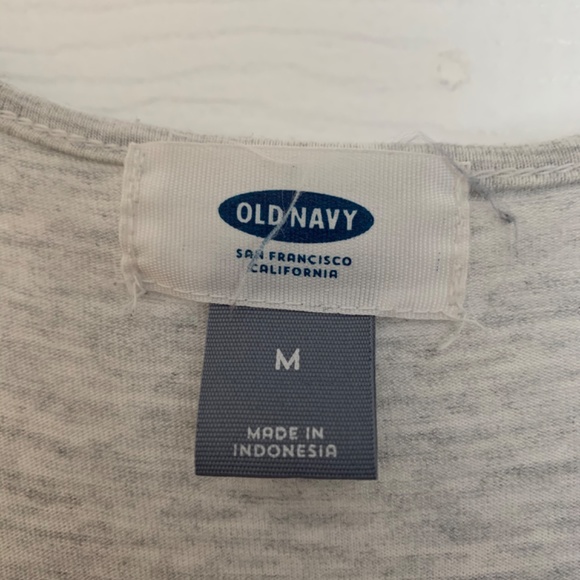 OLD NAVY
SAN FRANCISCO
CALIFORNIA
M
MADE IN
INDONESIA